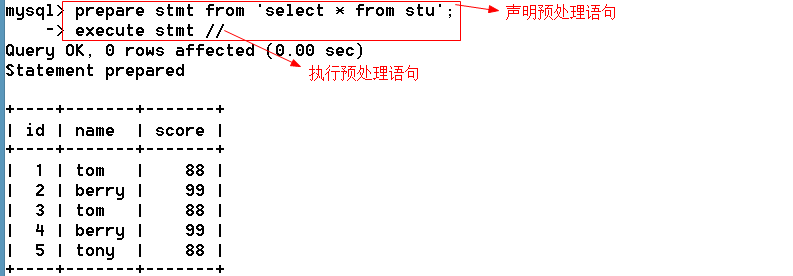 mysql> prepare stmt from 'select * from stu'; 声明预处理语句
    -> execute stmt //
Query OK, 0 rows affected (0.00 sec)
Statement prepared 执行预处理语句
+----+-------+-------+
| id | name  | score |
+----+-------+-------+
|  1 | tom   |    88 |
|  2 | berry |    99 |
|  3 | tom   |    88 |
|  4 | berry |    99 |
|  5 | tony  |    88 |
+----+-------+-------+